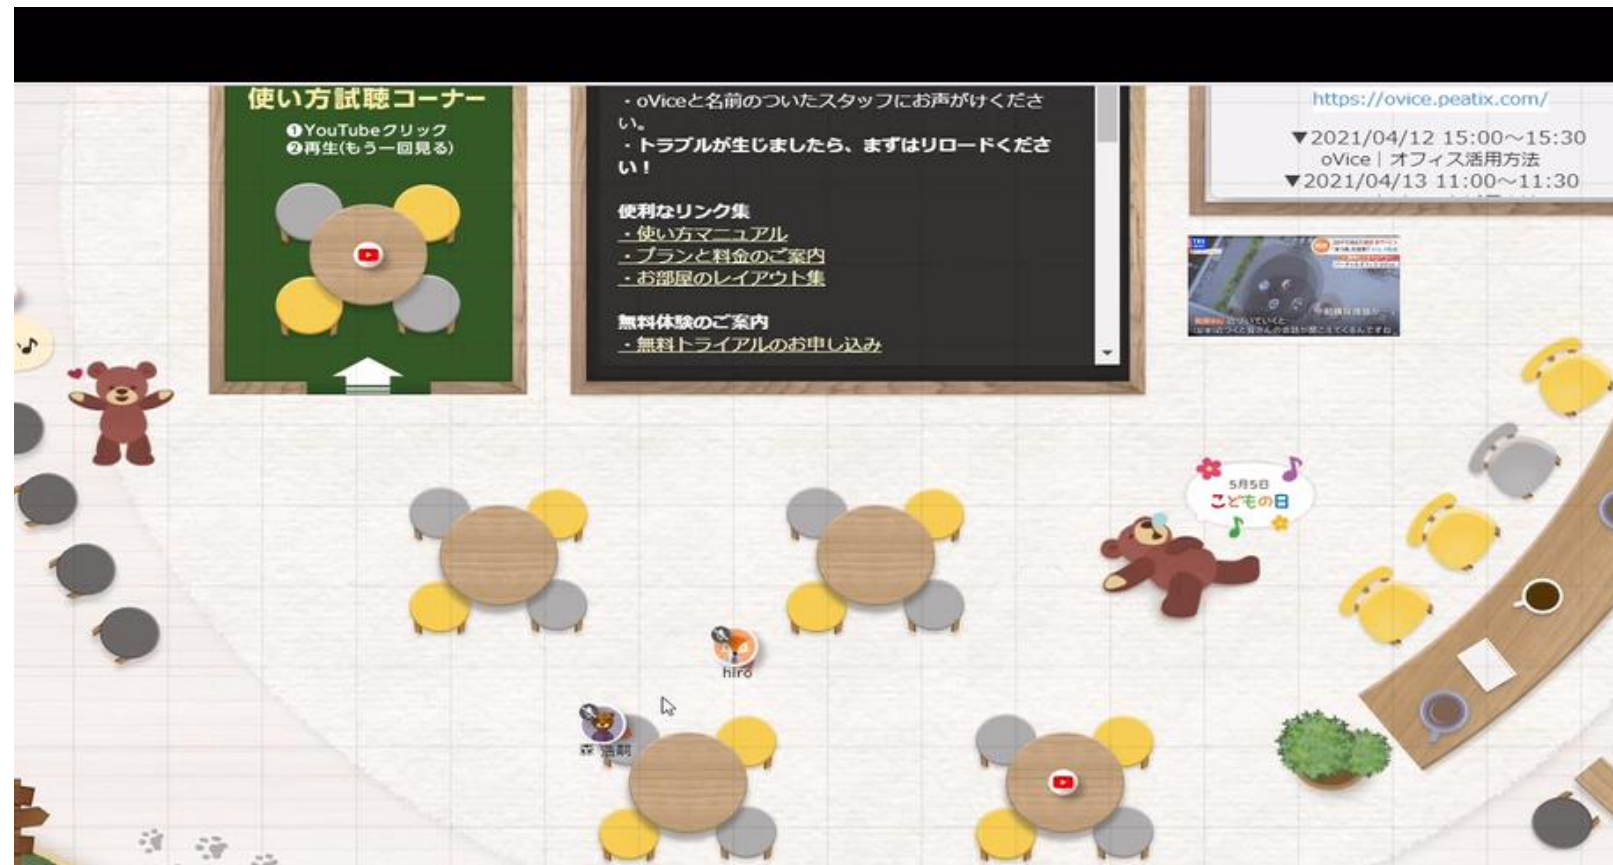 使い方試聴コーナー
❶YouTubeクリック
❷再生(もう一回見る)
・oViceと名前のついたスタッフにお声がけくださ
い。
・トラブルが生じましたら、まずはリロードくださ
い！
便利なリンク集
・使い方マニュアル
・プランと料金のご案内
・お部屋のレイアウト集
無料体験のご案内
・無料トライアルのお申し込み
https://ovice.peatix.com/
▼2021/04/12 15:00～15:30
oVice｜オフィス活用方法
▼2021/04/13 11:00～11:30
5月5日
こどもの日
hiro